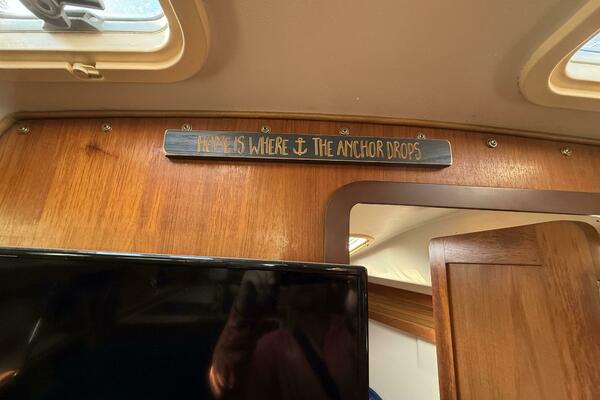 HOME IS WHERE THE ANCHOR DROPS